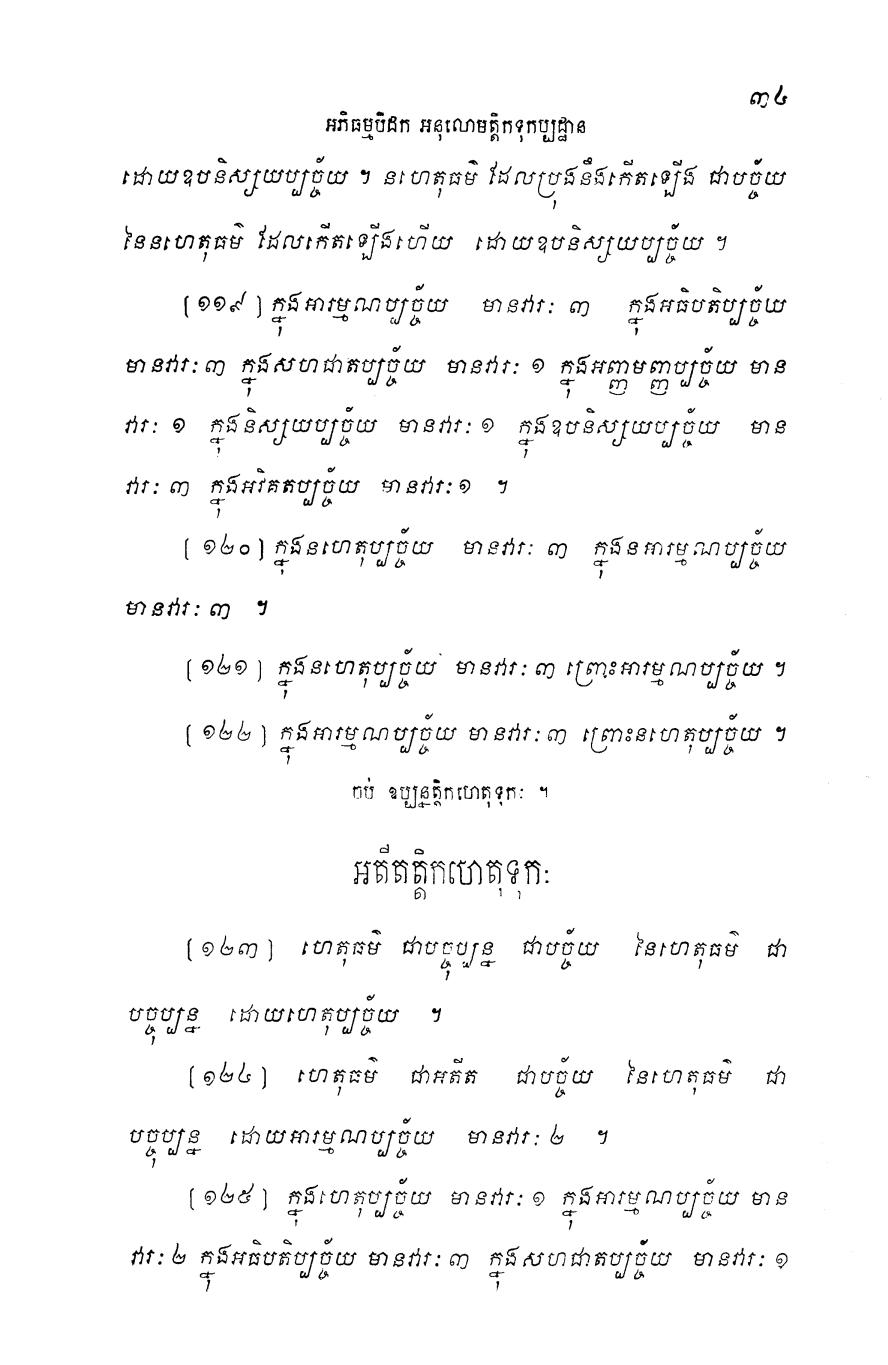 ៣៤
អភិធម្មបិដក អនុលោមត្តិកទុកប្បដ្ឋាន
ដោយឧបនិស្សយប្បច្ច័យ ។ នហេតុធម៌ ដែលប្រុងនឹងកើតឡើង ជាបច្ច័យ
នៃនហេតុធម៌ ដែលកើតឡើងហើយ ដោយឧបនិស្សយប្បច្ច័យ ។
[១១៩] ក្នុងអារម្មណប្បច្ច័យ មានវារៈ ៣ ក្នុងអធិបតិប្បច្ច័យ
មានវារៈ ៣ ក្នុងសហជាតប្បច្ច័យ មានវារៈ ១ ក្នុងអញ្ញមញ្ញប្បច្ច័យ មាន
វារៈ ១ ក្នុងនិស្សយប្បច្ច័យ មានវារៈ ១ ក្នុងឧបនិស្សយប្បច្ច័យ មាន
វារៈ ៣ ក្នុងអវិគតប្បច្ច័យ មានវារៈ ១ ។
[១២០] ក្នុងនហេតុប្បច្ច័យ មានវារៈ ៣ ក្នុងនអារម្មណប្បច្ច័យ
មានវារៈ ៣ ។
[១២១] ក្នុងនហេតុប្បច្ច័យ មានវារៈ ៣ ព្រោះអារម្មណប្បច្ច័យ ។
[១២២] ក្នុងអារម្មណប្បច្ច័យ មានវារៈ ៣ ព្រោះនហេតុប្បច្ច័យ ។
ចប់ ឧប្បន្នត្តិកហេតុទុកៈ ។
អតីតត្តិកហេតុទុកៈ
[១២៣] ហេតុធម៌ ជាបច្ចុប្បន្ន ជាបច្ច័យ នៃហេតុធម៌ ជា
បច្ចុប្បន្ន ដោយហេតុប្បច្ច័យ ។
[១២៤] ហេតុធម៌ ជាអតីត ជាបច្ច័យ នៃហេតុធម៌ ជា
បច្ចុប្បន្ន ដោយអារម្មណប្បច្ច័យ មានវារៈ ២ ។
[១២៥] ក្នុងហេតុប្បច្ច័យ មានវារៈ ១ ក្នុងអារម្មណប្បច្ច័យ មាន
វារៈ ២ ក្នុងអធិបតិប្បច្ច័យ មានវារៈ ៣ ក្នុងសហជាតប្បច្ច័យ មានវារៈ ១